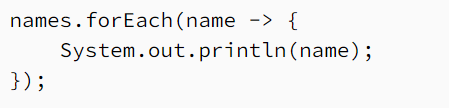 names.forEach(name -> {
    System.out.println(name);
});